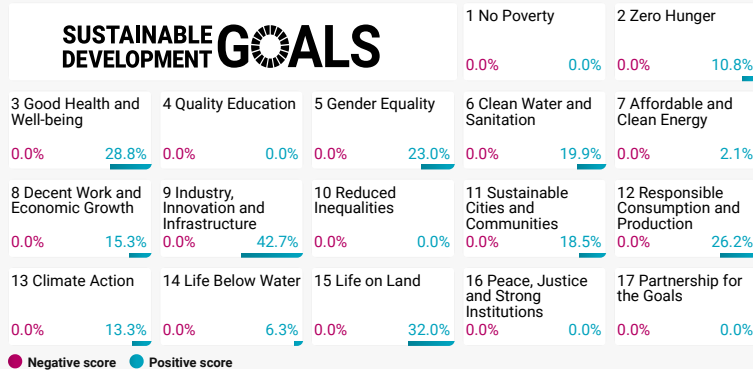 SUSTAINABLE
DEVELOPMENT
GOALS
1 No Poverty
0.0% 0.0%
2 Zero Hunger
0.0% 10.8%
3 Good Health and
Well-being
0.0% 28.8%
4 Quality Education
0.0% 0.0%
5 Gender Equality
0.0% 23.0%
6 Clean Water and
Sanitation
0.0% 19.9%
7 Affordable and
Clean Energy
0.0% 2.1%
8 Decent Work and
Economic Growth
0.0% 15.3%
9 Industry,
Innovation and
Infrastructure
0.0% 42.7%
10 Reduced
Inequalities
0.0% 0.0%
11 Sustainable
Cities and
Communities
0.0% 18.5%
12 Responsible
Consumption and
Production
0.0% 26.2%
13 Climate Action
0.0% 13.3%
14 Life Below Water
0.0% 6.3%
15 Life on Land
0.0% 32.0%
16 Peace, Justice
and Strong
Institutions
0.0% 0.0%
17 Partnership for
the Goals
0.0% 0.0%
Negative score Positive score